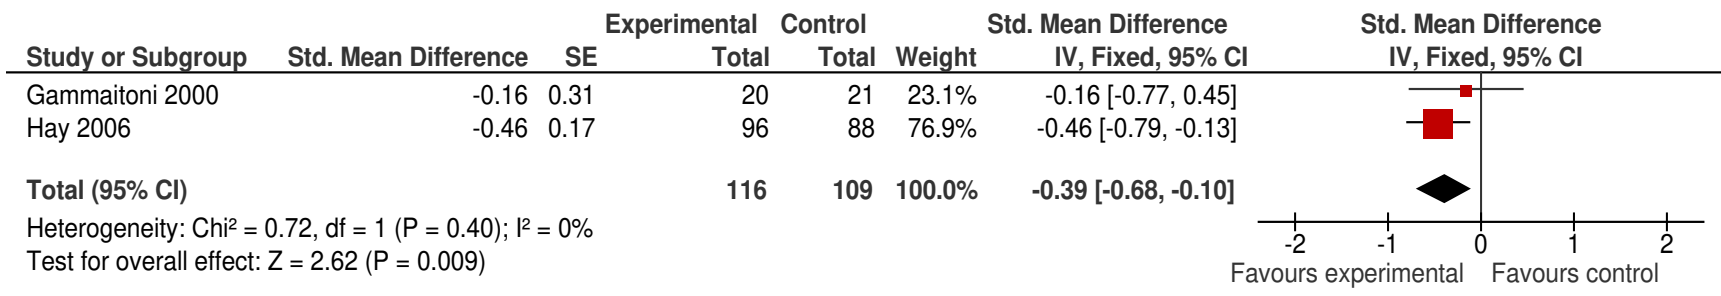 Experimental Control Std. Mean Difference Std. Mean Difference
Study or Subgroup Std. Mean Difference SE Total Total Weight IV, Fixed, 95% CI IV, Fixed, 95% CI
Gammaitoni 2000 -0.16 0.31 20 21 23.1% -0.16 [-0.77, 0.45]
Hay 2006 -0.46 0.17 96 88 76.9% -0.46 [-0.79, -0.13]
Total (95% CI) 116 109 100.0% -0.39 [-0.68, -0.10]
Heterogeneity: Chi² = 0.72, df = 1 (P = 0.40); I² = 0%
Test for overall effect: Z = 2.62 (P = 0.009)
-2 -1 0 1 2
Favours experimental Favours control